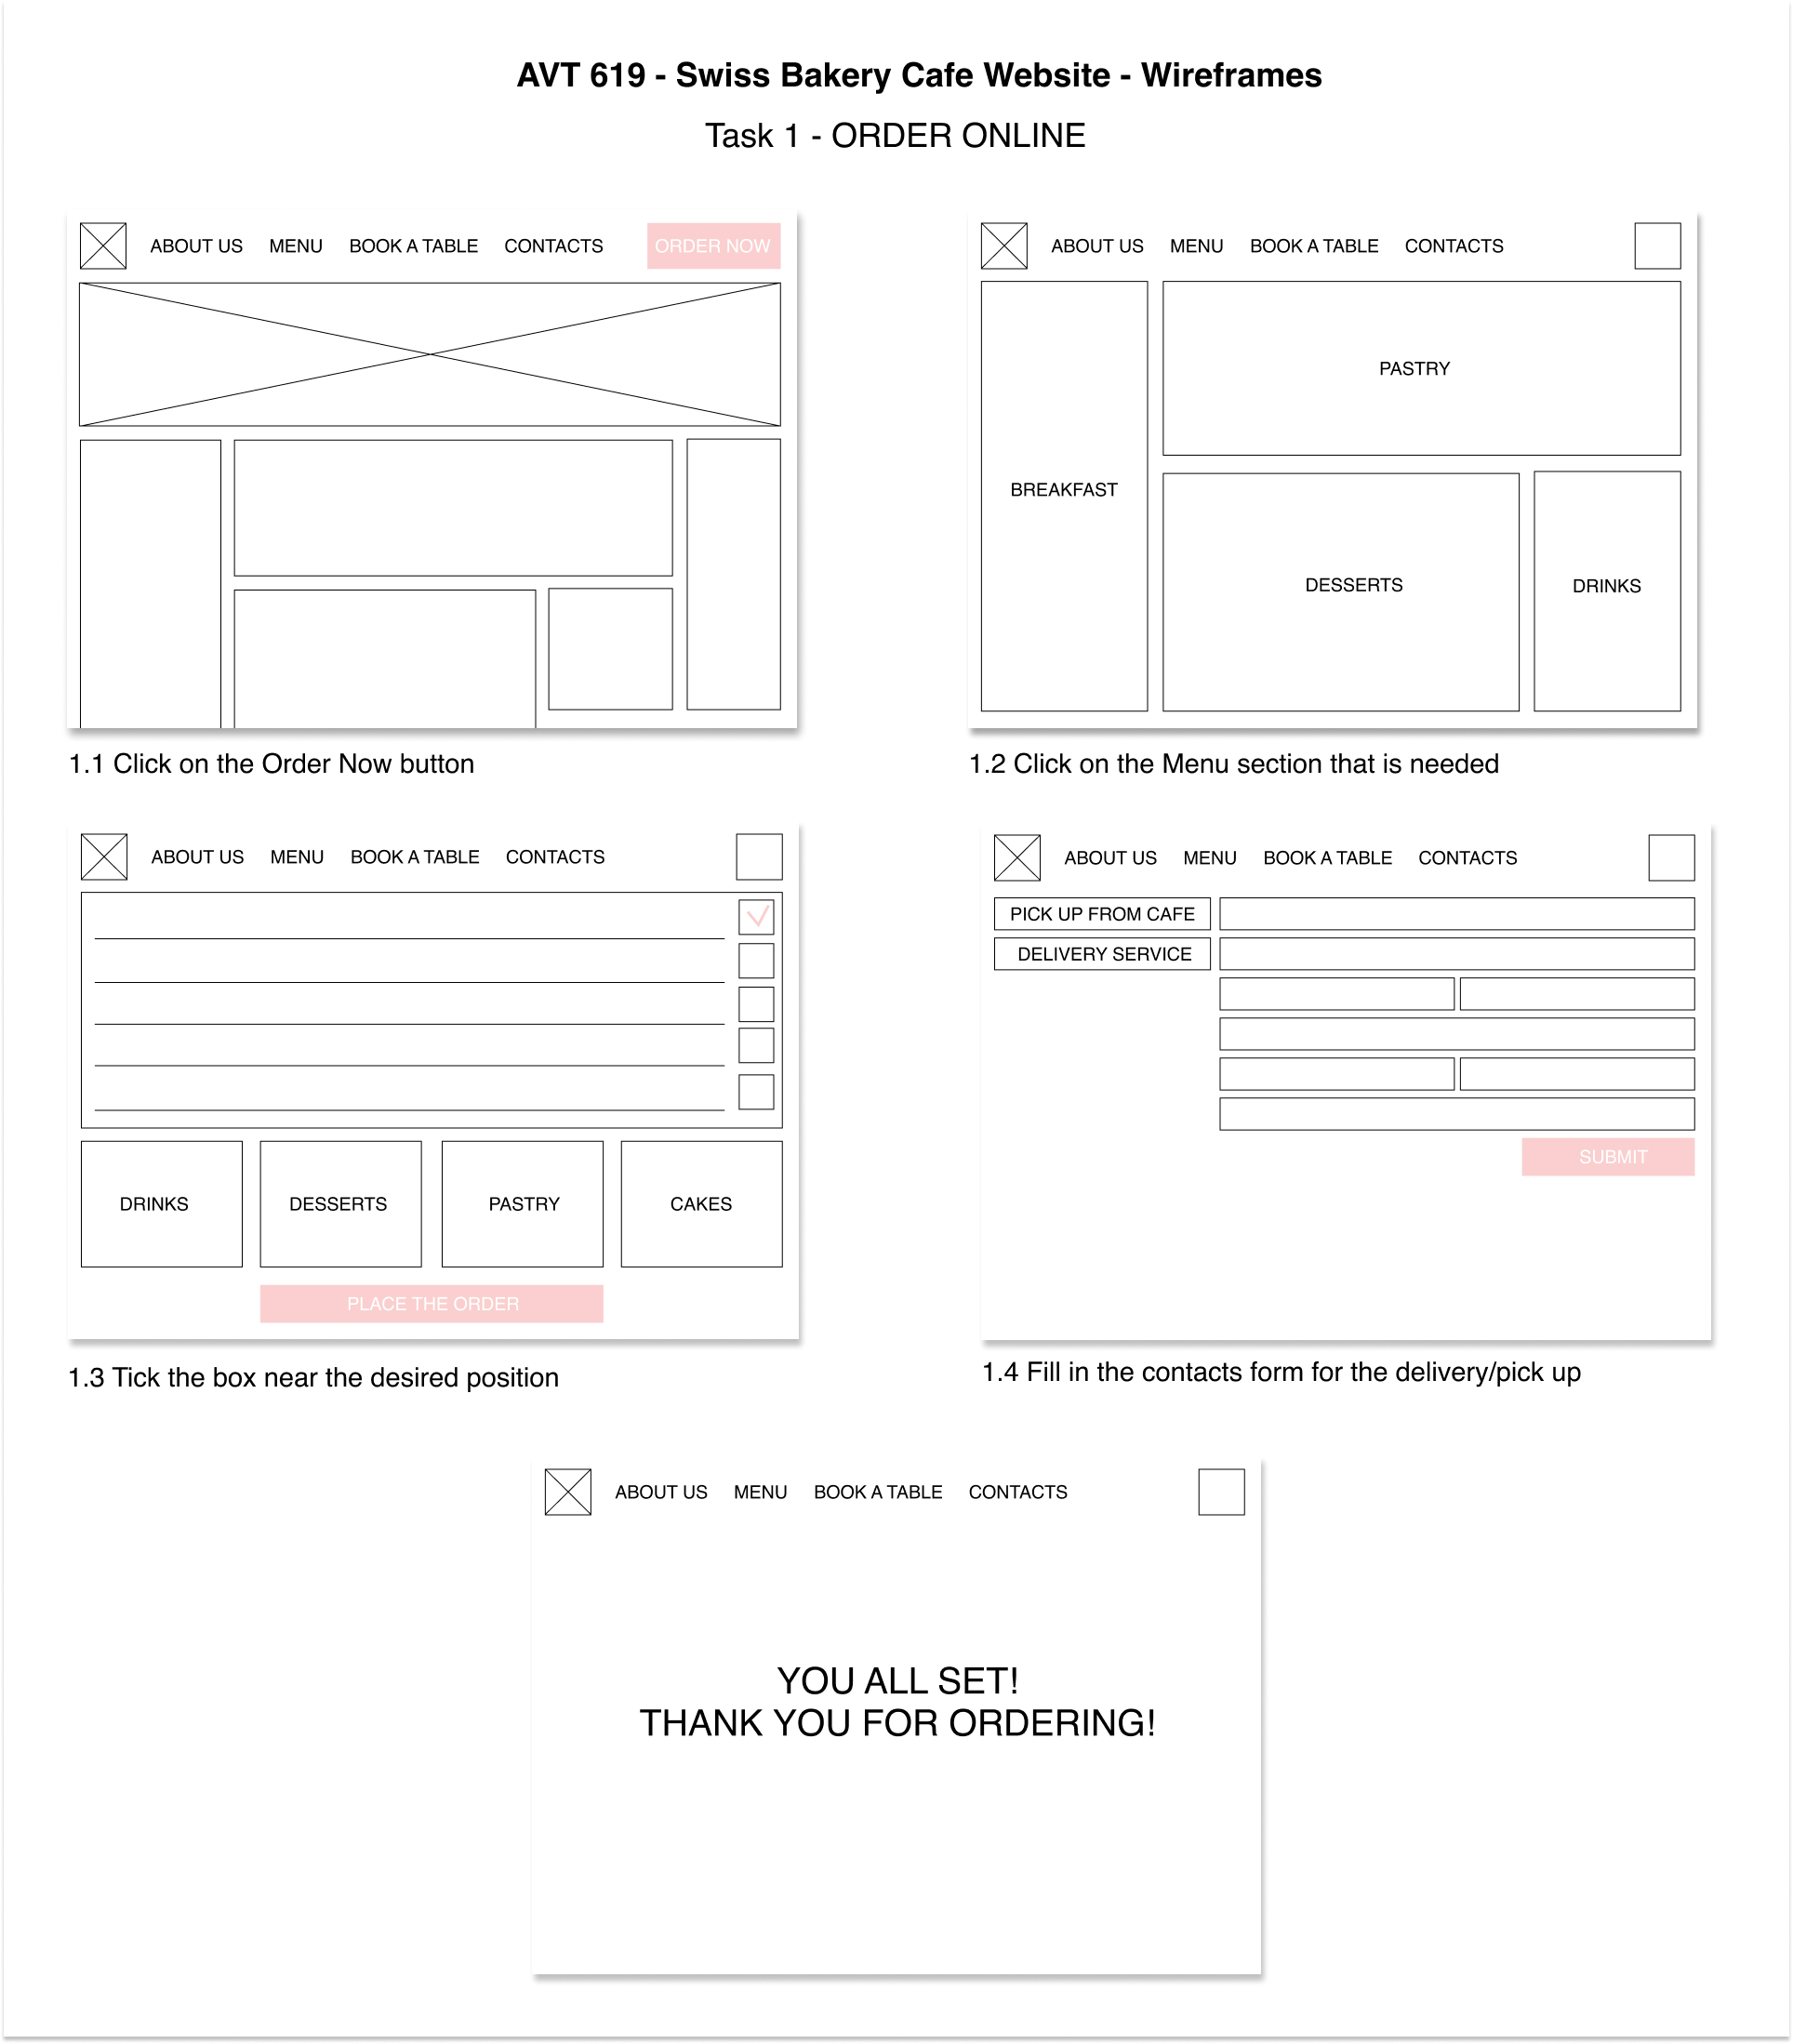 AVT 619 - Swiss Bakery Cafe Website - Wireframes
Task 1 - ORDER ONLINE
ABOUT US MENU BOOK A TABLE CONTACTS ORDER NOW
1.1 Click on the Order Now button
ABOUT US MENU BOOK A TABLE CONTACTS
PASTRY
BREAKFAST
DESSERTS
DRINKS
1.2 Click on the Menu section that is needed
ABOUT US MENU BOOK A TABLE CONTACTS
DRINKS DESSERTS PASTRY CAKES
PLACE THE ORDER
1.3 Tick the box near the desired position
ABOUT US MENU BOOK A TABLE CONTACTS
PICK UP FROM CAFE
DELIVERY SERVICE
SUBMIT
1.4 Fill in the contacts form for the delivery/pick up
ABOUT US MENU BOOK A TABLE CONTACTS
YOU ALL SET!
THANK YOU FOR ORDERING!